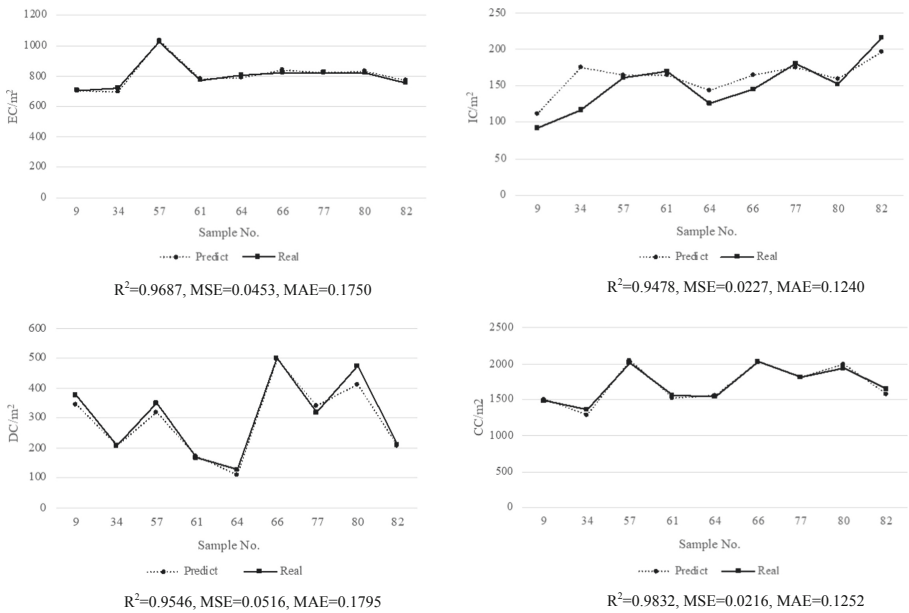 1200
1000
800
600
400
200
0
EC/m²
9 34 57 61 64 66 77 80 82
Sample No.
Predict Real
R²=0.9687, MSE=0.0453, MAE=0.1750
250
200
150
100
50
0
IC/m²
9 34 57 61 64 66 77 80 82
Sample No.
Predict Real
R²=0.9478, MSE=0.0227, MAE=0.1240
600
500
400
300
200
100
0
DC/m²
9 34 57 61 64 66 77 80 82
Sample No.
Predict Real
R²=0.9546, MSE=0.0516, MAE=0.1795
2500
2000
1500
1000
500
0
CC/m2
9 34 57 61 64 66 77 80 82
Sample No.
Predict Real
R²=0.9832, MSE=0.0216, MAE=0.1252